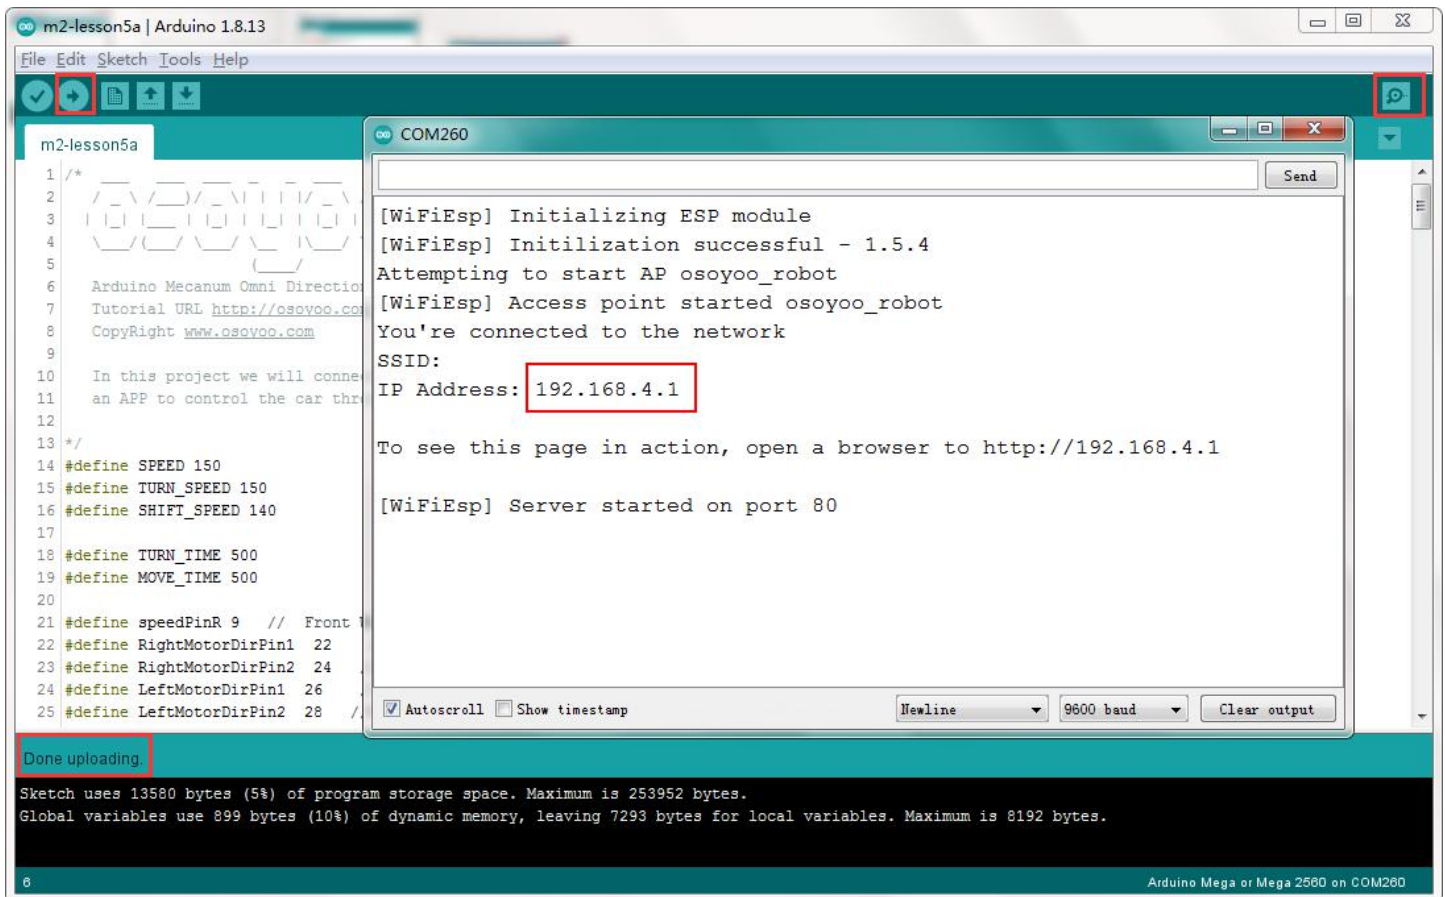 m2-lesson5a | Arduino 1.8.13
File Edit Sketch Tools Help
m2-lesson5a
COM260
Send
1 /*
2
3
4
5
6 Arduino Mecanum Omni
7 Tutorial URL
8 CopyRight www.osoyoo.com
9
10 In this project we will
11 an APP to control the car
12
13 */
14 #define SPEED 150
15 #define TURN_SPEED 150
16 #define SHIFT_SPEED 140
17
18 #define TURN_TIME 500
19 #define MOVE_TIME 500
20
21 #define speedPinR 9 // Front
22 #define RightMotorDirPin1 22
23 #define RightMotorDirPin2 24
24 #define LeftMotorDirPin1 26
25 #define LeftMotorDirPin2 28 /
[WiFiEsp] Initializing ESP module
[WiFiEsp] Initilization successful - 1.5.4
Attempting to start AP osoyoo_robot
[WiFiEsp] Access point started osoyoo_robot
You're connected to the network
SSID:
IP Address: 192.168.4.1
To see this page in action, open a browser to http://192.168.4.1
[WiFiEsp] Server started on port 80
Autoscroll Show timestamp Newline 9600 baud Clear output
Done uploading.
Sketch uses 13580 bytes (5%) of program storage space. Maximum is 253952 bytes.
Global variables use 899 bytes (10%) of dynamic memory, leaving 7293 bytes for local variables. Maximum is 8192 bytes.
6 Arduino Mega or Mega 2560 on COM260